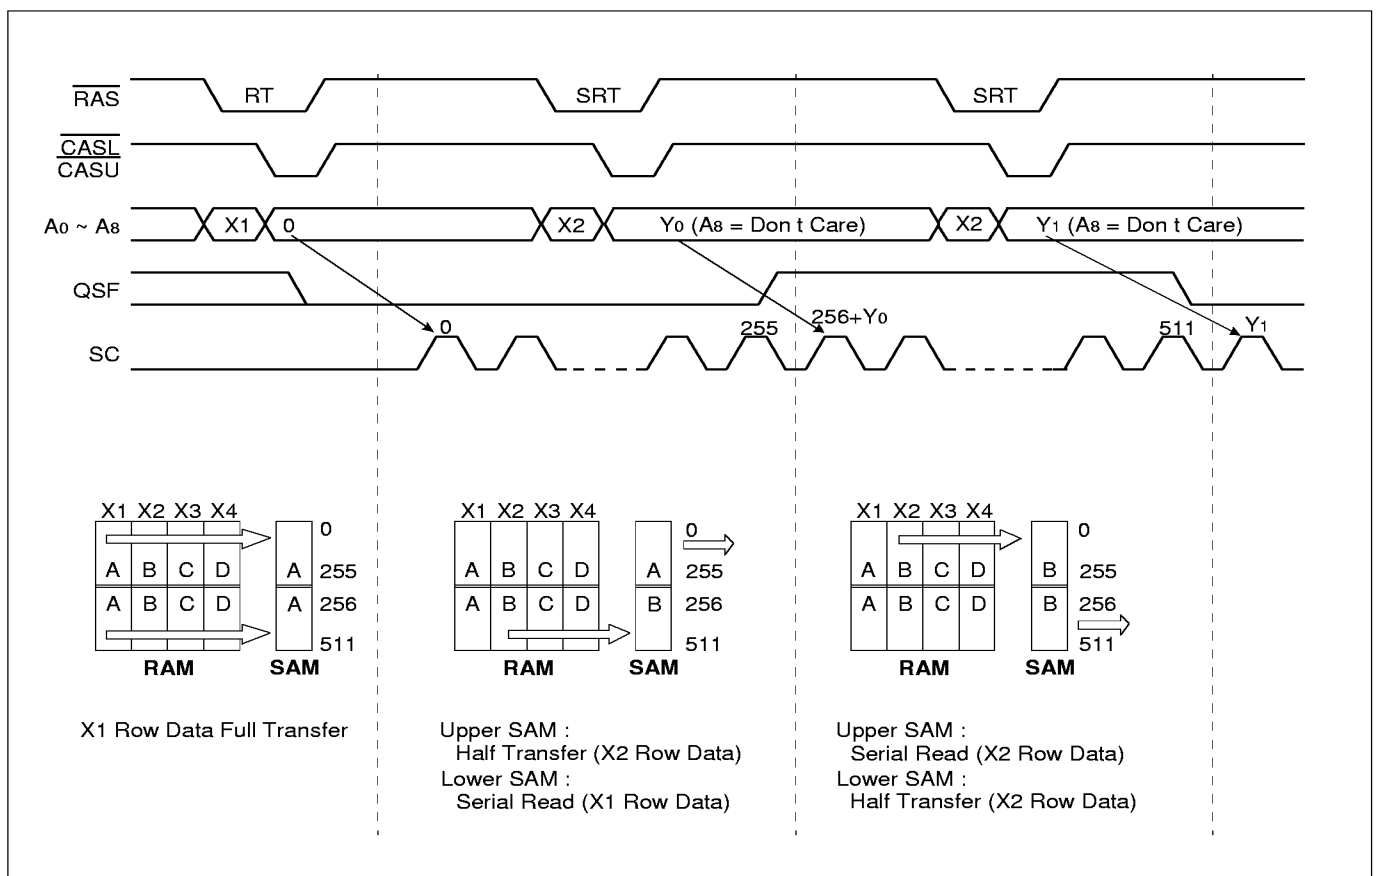 RAS RT SRT SRT
CASL
CASU
A0 ~ A8 X1 0 X2 Y0 (A8 = Don t Care) X2 Y1 (A8 = Don t Care)
QSF
SC 0 255 256+Y0 511 Y1
X1 X2 X3 X4
0
A B C D A 255
A B C D A 256
511
RAM SAM
X1 Row Data Full Transfer
X1 X2 X3 X4
0
A B C D A 255
A B C D B 256
511
RAM SAM
Upper SAM :
Half Transfer (X2 Row Data)
Lower SAM :
Serial Read (X1 Row Data)
X1 X2 X3 X4
0
A B C D B 255
A B C D B 256
511
RAM SAM
Upper SAM :
Serial Read (X2 Row Data)
Lower SAM :
Half Transfer (X2 Row Data)